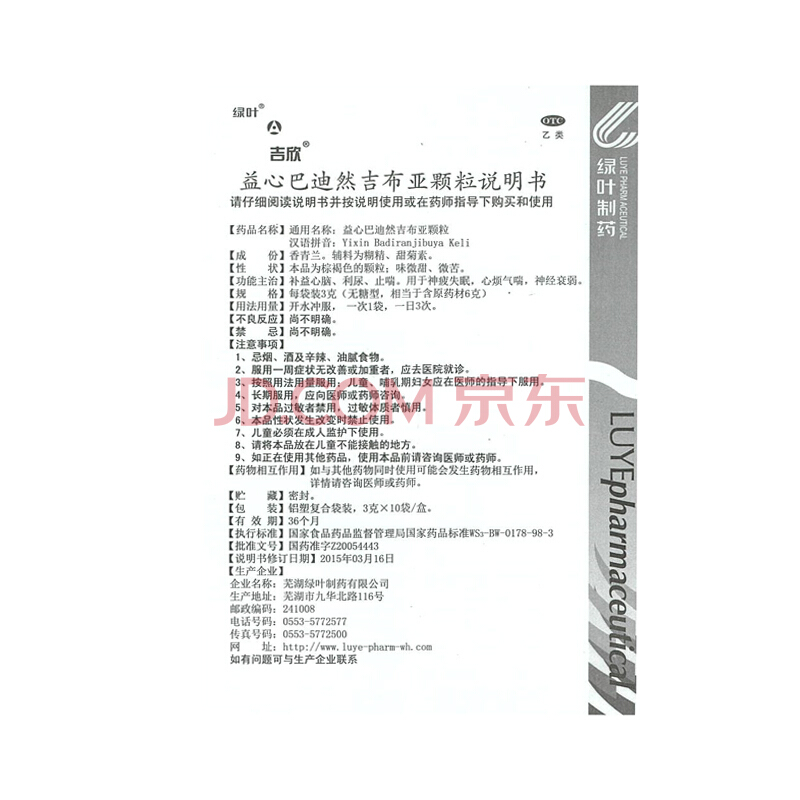 绿叶®
吉欣®
OTC
乙类
益心巴迪然吉布亚颗粒说明书
请仔细阅读说明书并按说明使用或在药师指导下购买和使用
【药品名称】通用名称：益心巴迪然吉布亚颗粒
汉语拼音：Yixin Badiranjibuya Keli
【成 份】香青兰。辅料为糊精、甜菊素。
【性 状】本品为棕褐色的颗粒；味微甜、微苦。
【功能主治】补益心脑、利尿、止喘。用于神疲失眠，心烦气喘，神经衰弱。
【规 格】每袋装3克（无糖型，相当于含原药材6克）
【用法用量】开水冲服，一次1袋，一日3次。
【不良反应】尚不明确。
【禁 忌】尚不明确。
【注意事项】
1、忌烟、酒及辛辣、油腻食物。
2、服用一周症状无改善或加重者，应去医院就诊。
3、按照用法用量服用，儿童、哺乳期妇女应在医师的指导下服用。
4、长期服用，应向医师或药师咨询。
5、对本品过敏者禁用，过敏体质者慎用。
6、本品性状发生改变时禁止使用。
7、儿童必须在成人监护下使用。
8、请将本品放在儿童不能接触的地方。
9、如正在使用其他药品，使用本品前请咨询医师或药师。
【药物相互作用】如与其他药物同时使用可能会发生药物相互作用，
详情请咨询医师或药师。
【贮 藏】密封。
【包 装】铝塑复合袋装，3克×10袋/盒。
【有 效 期】36个月
【执行标准】国家食品药品监督管理局国家药品标准WS₃-BW-0178-98-3
【批准文号】国药准字Z20054443
【说明书修订日期】2015年03月16日
【生产企业】
企业名称：芜湖绿叶制药有限公司
生产地址：芜湖市九华北路116号
邮政编码：241008
电话号码：0553-5772577
传真号码：0553-5772500
网 址：http://www.luye-pharm-wh.com
如有问题可与生产企业联系
绿叶制药
LUYE PHARMACEUTICAL
LUYEpharmaceutical
JD.COM 京东